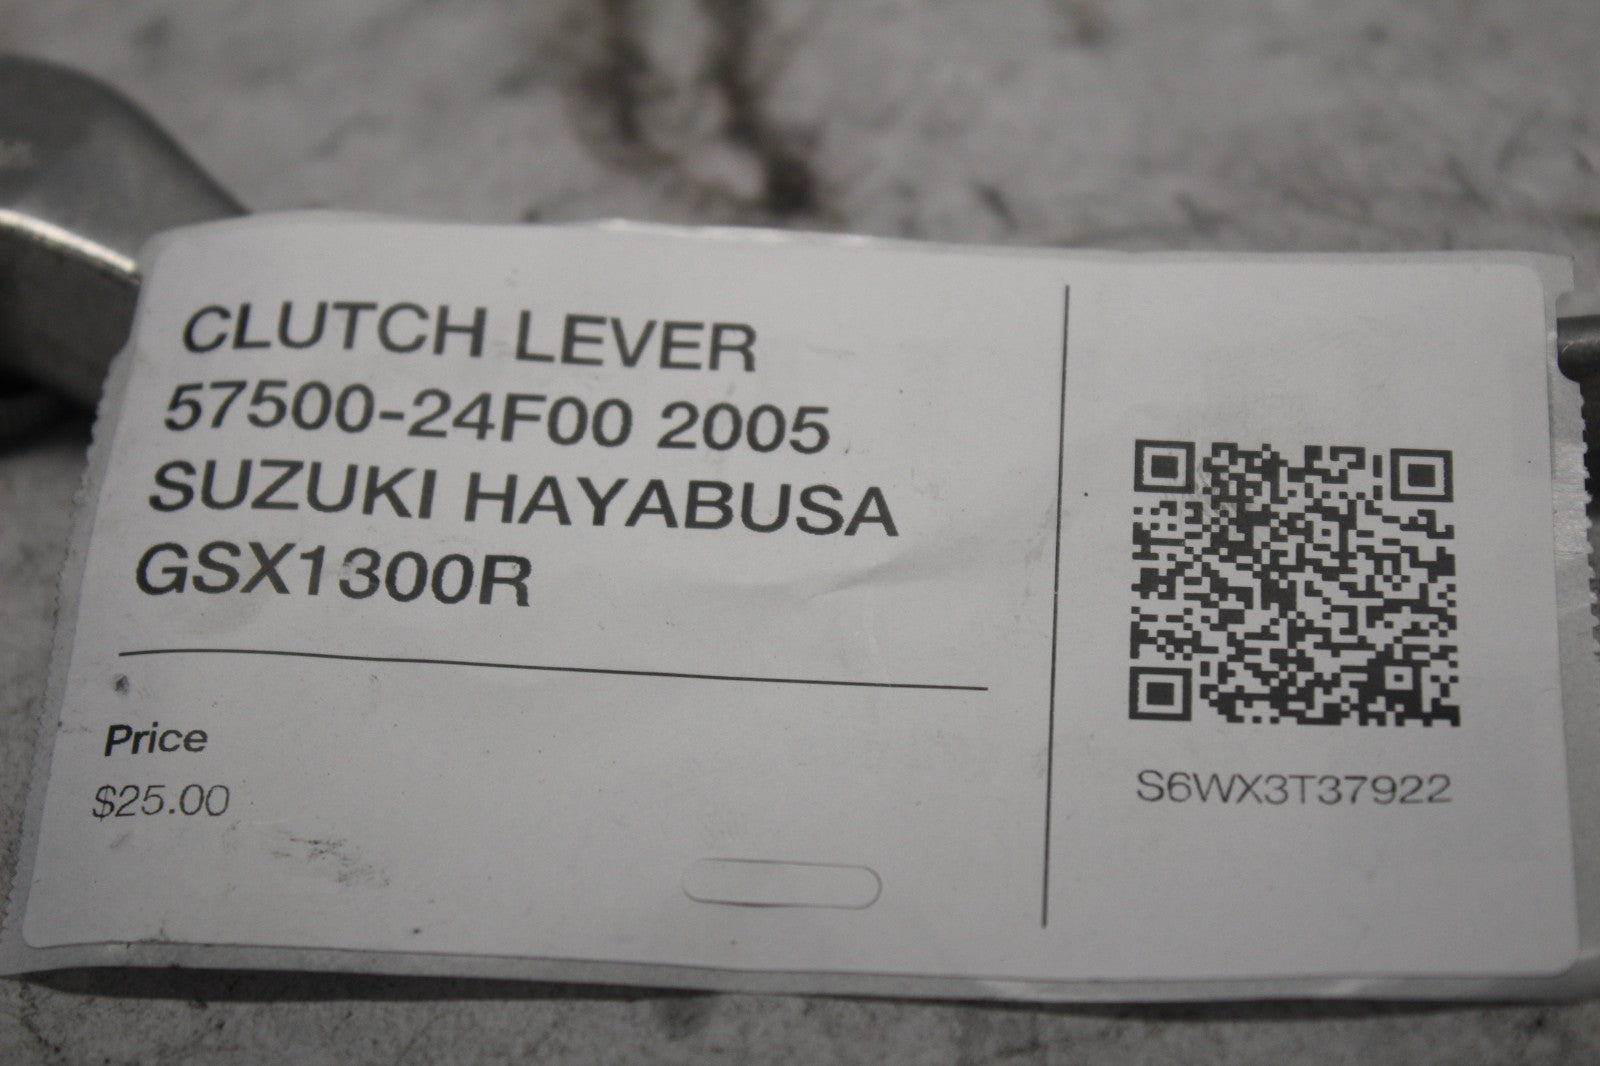 CLUTCH LEVER
57500-24F00 2005
SUZUKI HAYABUSA
GSX1300R
Price
$25.00
S6WX3T37922